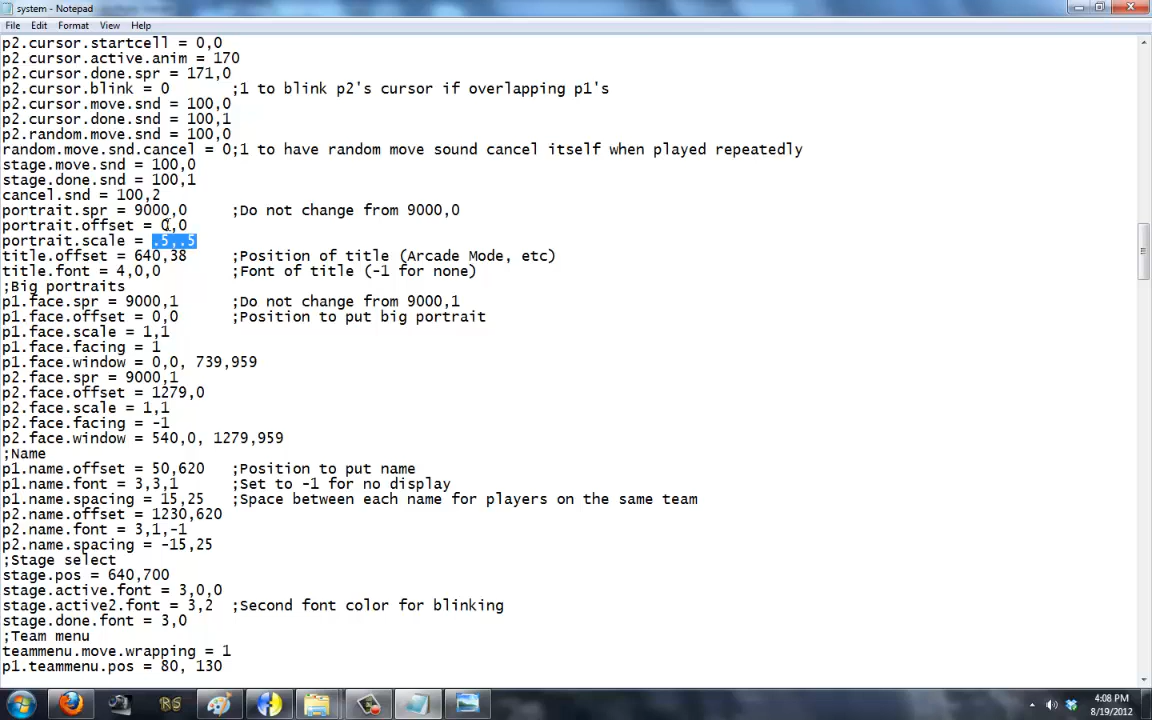 system - Notepad
File Edit Format View Help
p2.cursor.startcell = 0,0
p2.cursor.active.anim = 170
p2.cursor.done.spr = 171,0
p2.cursor.blink = 0 ;1 to blink p2's cursor if overlapping p1's
p2.cursor.move.snd = 100,0
p2.cursor.done.snd = 100,1
p2.random.move.snd = 100,0
random.move.snd.cancel = 0;1 to have random move sound cancel itself when played repeatedly
stage.move.snd = 100,0
stage.done.snd = 100,1
cancel.snd = 100,2
portrait.spr = 9000,0 ;Do not change from 9000,0
portrait.offset = 0,0
portrait.scale = .5,.5
title.offset = 640,38 ;Position of title (Arcade Mode, etc)
title.font = 4,0,0 ;Font of title (-1 for none)
;Big portraits
p1.face.spr = 9000,1 ;Do not change from 9000,1
p1.face.offset = 0,0 ;Position to put big portrait
p1.face.scale = 1,1
p1.face.facing = 1
p1.face.window = 0,0, 739,959
p2.face.spr = 9000,1
p2.face.offset = 1279,0
p2.face.scale = 1,1
p2.face.facing = -1
p2.face.window = 540,0, 1279,959
;Name
p1.name.offset = 50,620 ;Position to put name
p1.name.font = 3,3,1 ;Set to -1 for no display
p1.name.spacing = 15,25 ;Space between each name for players on the same team
p2.name.offset = 1230,620
p2.name.font = 3,1,-1
p2.name.spacing = -15,25
;Stage select
stage.pos = 640,700
stage.active.font = 3,0,0
stage.active2.font = 3,2 ;Second font color for blinking
stage.done.font = 3,0
;Team menu
teammenu.move.wrapping = 1
p1.teammenu.pos = 80, 130
RS
4:08 PM
8/19/2012